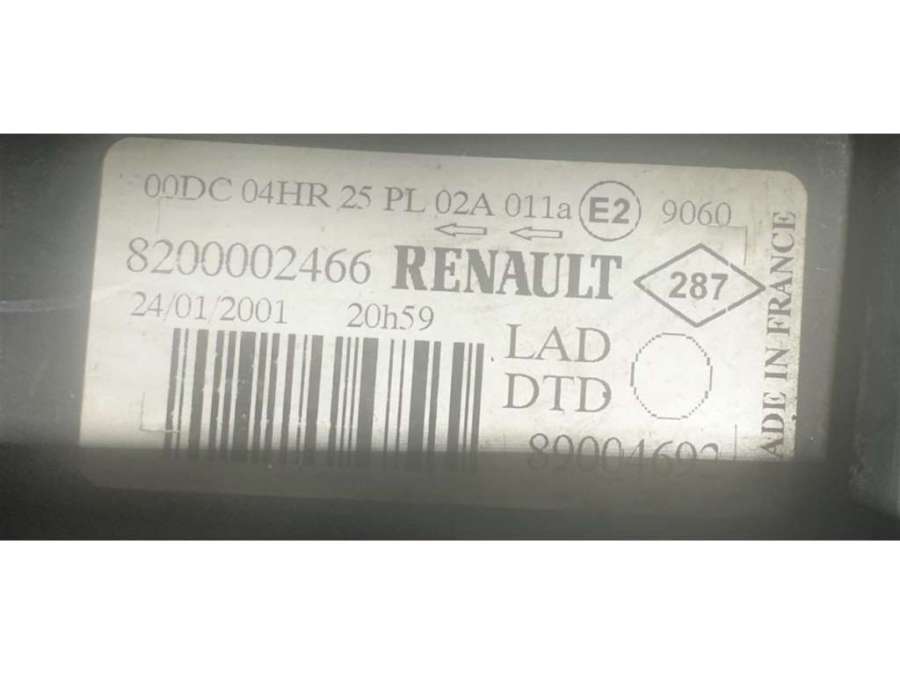 00DC 04HR 25 PL 02A 011a E2 9060
8200002466 RENAULT 287
24/01/2001 20h59
LAD
DTD
89004692
ADE IN FRANCE